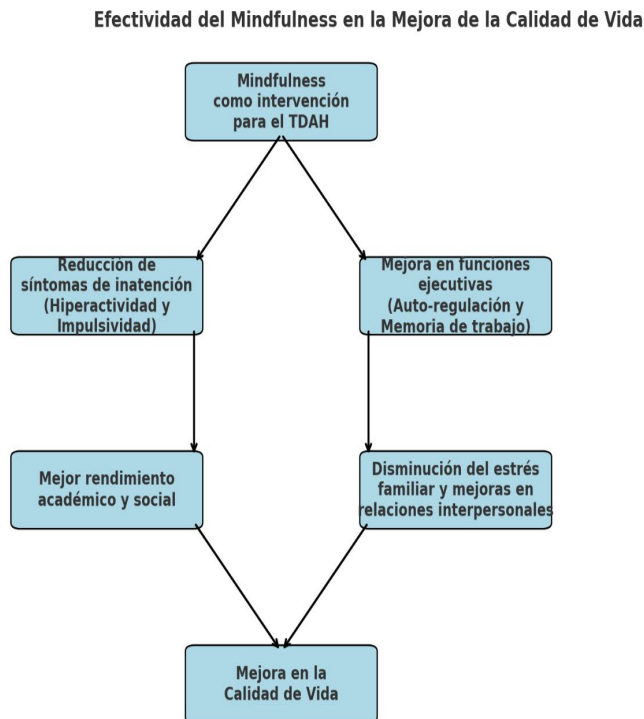 Efectividad del Mindfulness en la Mejora de la Calidad de Vida
Mindfulness
como intervención
para el TDAH
Reducción de
síntomas de inatención
(Hiperactividad y
Impulsividad)
Mejora en funciones
ejecutivas
(Auto-regulación y
Memoria de trabajo)
Mejor rendimiento
académico y social
Disminución del estrés
familiar y mejoras en
relaciones interpersonales
Mejora en la
Calidad de Vida